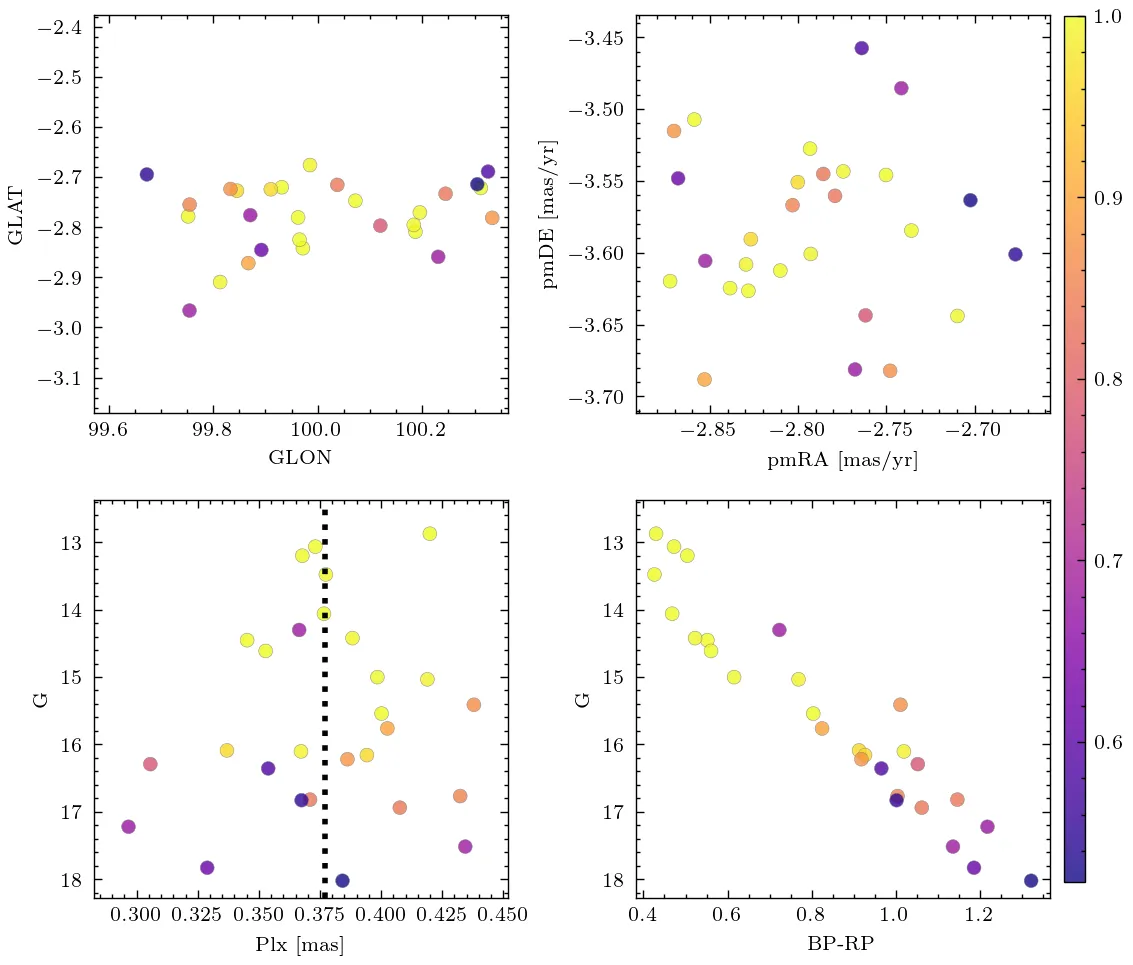 −2.4
−2.5
−2.6
−2.7
−2.8
−2.9
−3.0
−3.1
GLAT
99.6 99.8 100.0 100.2
GLON
−3.45
−3.50
−3.55
−3.60
−3.65
−3.70
pmDE [mas/yr]
−2.85 −2.80 −2.75 −2.70
pmRA [mas/yr]
1.0
0.9
0.8
0.7
0.6
13
14
15
16
17
18
G
0.300 0.325 0.350 0.375 0.400 0.425 0.450
Plx [mas]
13
14
15
16
17
18
G
0.4 0.6 0.8 1.0 1.2
BP-RP